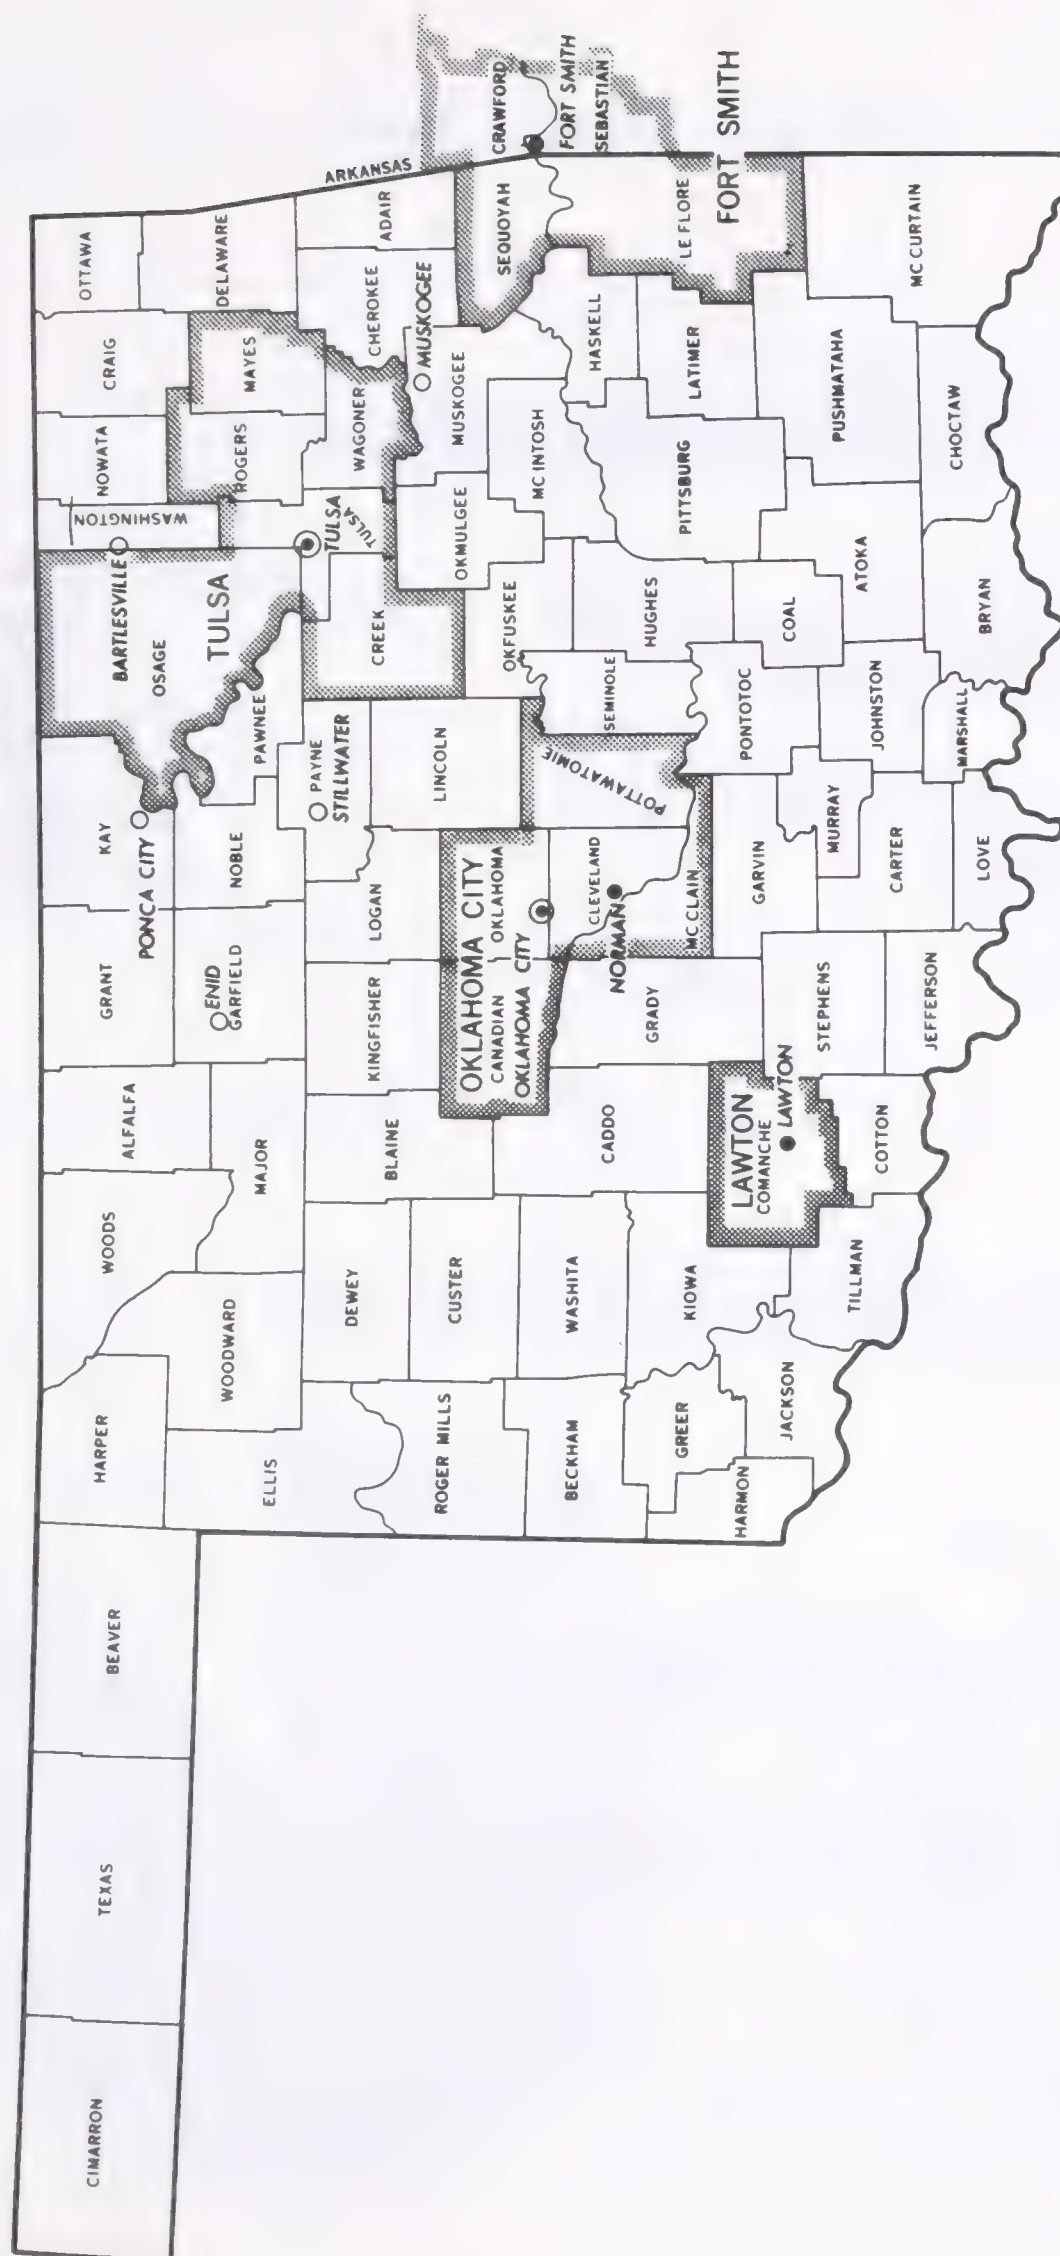 CIMARRON
TEXAS
BEAVER
HARPER
WOODS
ALFALFA
GRANT
KAY
PONCA CITY
OSAGE
BARTLESVILLE
WASHINGTON
NOWATA
CRAIG
OTTAWA
ELLIS
WOODWARD
MAJOR
ENID
GARFIELD
NOBLE
PAWNEE
TULSA
ROGERS
MAYES
DELAWARE
ROGER MILLS
DEWEY
CUSTER
BLAINE
KINGFISHER
LOGAN
PAYNE
STILLWATER
LINCOLN
CREEK
TULSA
TULSA
WAGONER
CHEROKEE
ADAIR
ARKANSAS
MUSKOGEE
MUSKOGEE
OKMULGEE
OKFUSKEE
MC INTOSH
SEQUOYAH
CRAWFORD
FORT SMITH
SEBASTIAN
BECKHAM
WASHITA
CADDO
OKLAHOMA CITY
CANADIAN
OKLAHOMA
OKLAHOMA CITY
CLEVELAND
NORMAN
MC CLAIN
POTTAWATOMIE
SEMINOLE
HUGHES
PITTSBURG
HASKELL
LATIMER
LE FLORE
FORT SMITH
HARMON
GREER
JACKSON
KIOWA
TILLMAN
LAWTON
COMANCHE
LAWTON
COTTON
GRADY
STEPHENS
JEFFERSON
GARVIN
MURRAY
CARTER
LOVE
PONTOTOC
JOHNSTON
MARSHALL
COAL
ATOKA
BRYAN
PUSHMATAHA
CHOCTAW
MC CURTAIN